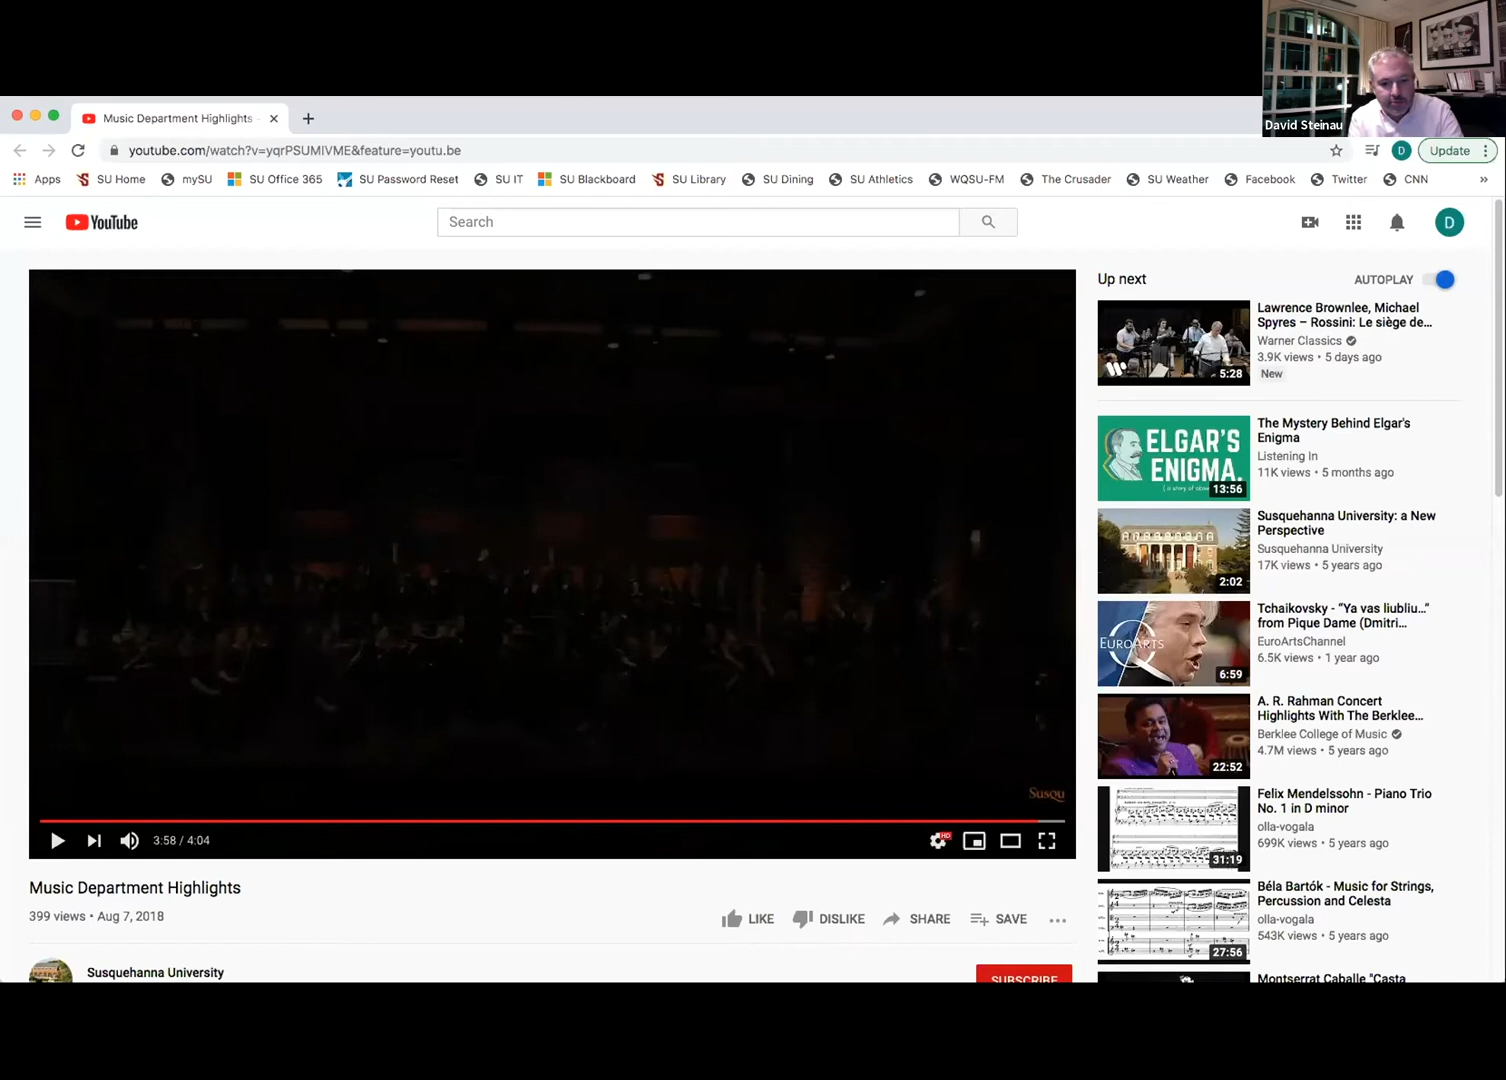 David Steinau
Music Department Highlights -
youtube.com/watch?v=yqrPSUMlVME&feature=youtu.be
D
Update
Apps
SU Home
mySU
SU Office 365
SU Password Reset
SU IT
SU Blackboard
SU Library
SU Dining
SU Athletics
WQSU-FM
The Crusader
SU Weather
Facebook
Twitter
CNN
»
YouTube
Search
D
Up next
AUTOPLAY
5:28
Lawrence Brownlee, Michael
Spyres – Rossini: Le siège de...
Warner Classics
3.9K views • 5 days ago
New
ELGAR'S
ENIGMA.
13:56
The Mystery Behind Elgar's
Enigma
Listening In
11K views • 5 months ago
2:02
Susquehanna University: a New
Perspective
Susquehanna University
17K views • 5 years ago
EUROARTS
6:59
Tchaikovsky - “Ya vas liubliu...”
from Pique Dame (Dmitri...
EuroArtsChannel
6.5K views • 1 year ago
22:52
A. R. Rahman Concert
Highlights With The Berklee...
Berklee College of Music
4.7M views • 5 years ago
31:19
Felix Mendelssohn - Piano Trio
No. 1 in D minor
olla-vogala
699K views • 5 years ago
27:56
Béla Bartók - Music for Strings,
Percussion and Celesta
olla-vogala
543K views • 5 years ago
Montserrat Caballe "Casta
Susqu
3:58 / 4:04
HD
Music Department Highlights
399 views • Aug 7, 2018
LIKE
DISLIKE
SHARE
SAVE
Susquehanna University
SUBSCRIBE